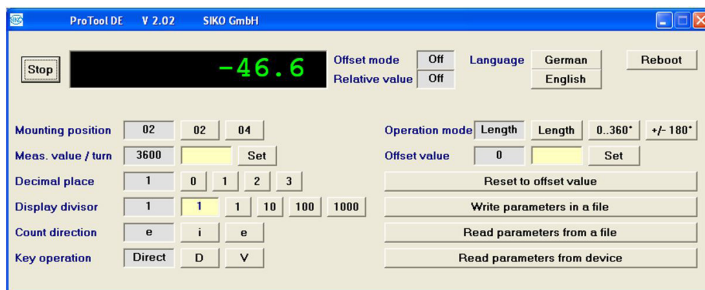 ProTool DE V 2.02 SIKO GmbH
Stop
-46.6
Offset mode Off Language German Reboot
Relative value Off English
Mounting position 02 02 04
Operation mode Length Length 0..360° +/- 180°
Meas. value / turn 3600 Set
Offset value 0 Set
Decimal place 1 0 1 2 3
Reset to offset value
Display divisor 1 1 1 10 100 1000
Write parameters in a file
Count direction e i e
Read parameters from a file
Key operation Direct D V
Read parameters from device